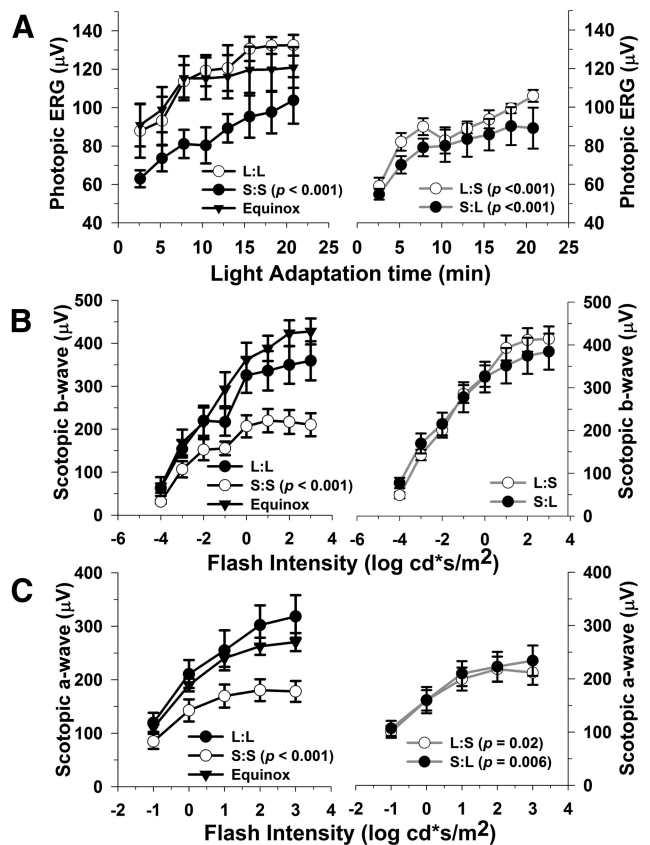 A
Photopic ERG (µV)
140
120
100
80
60
40
L:L
S:S (p < 0.001)
Equinox
0 5 10 15 20 25
140
120
100
80
60
40
Photopic ERG (µV)
L:S (p <0.001)
S:L (p <0.001)
0 5 10 15 20 25
Light Adaptation time (min)
B
Scotopic b-wave (µV)
500
400
300
200
100
0
L:L
S:S (p < 0.001)
Equinox
-6 -4 -2 0 2 4
500
400
300
200
100
0
Scotopic b-wave (µV)
L:S
S:L
-6 -4 -2 0 2 4
Flash Intensity (log cd*s/m2)
C
Scotopic a-wave (µV)
400
300
200
100
0
L:L
S:S (p < 0.001)
Equinox
-2 -1 0 1 2 3 4
400
300
200
100
0
Scotopic a-wave (µV)
L:S (p = 0.02)
S:L (p = 0.006)
-2 -1 0 1 2 3 4
Flash Intensity (log cd*s/m2)